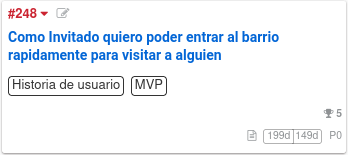 #248
Como Invitado quiero poder entrar al barrio
rapidamente para visitar a alguien
Historia de usuario MVP
5
199d 149d P0